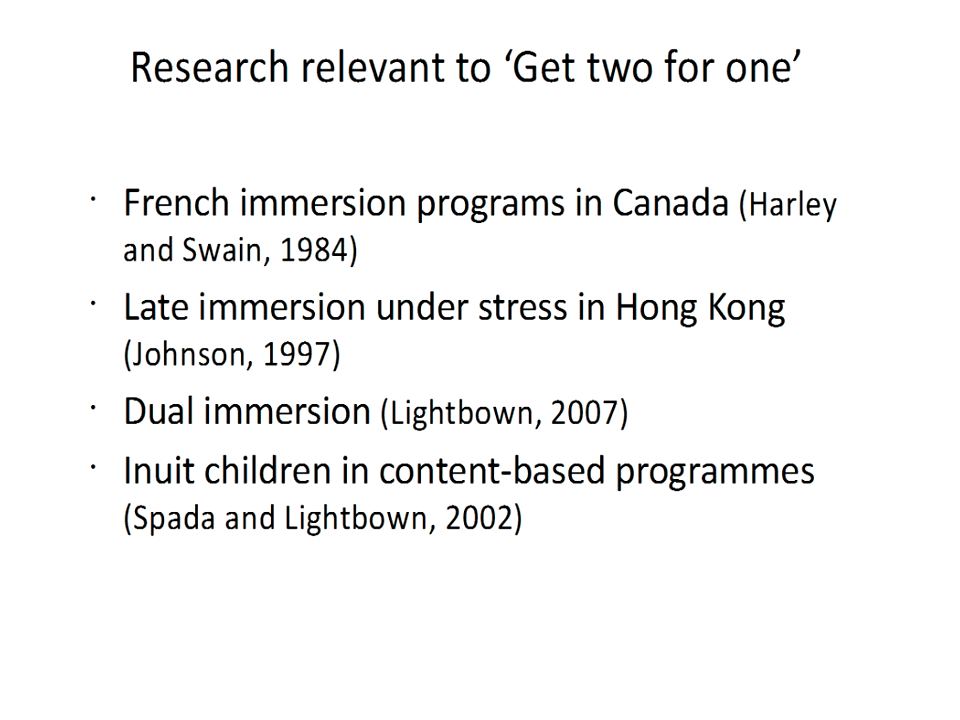 Research relevant to ‘Get two for one’
· French immersion programs in Canada (Harley
and Swain, 1984)
· Late immersion under stress in Hong Kong
(Johnson, 1997)
· Dual immersion (Lightbown, 2007)
· Inuit children in content-based programmes
(Spada and Lightbown, 2002)